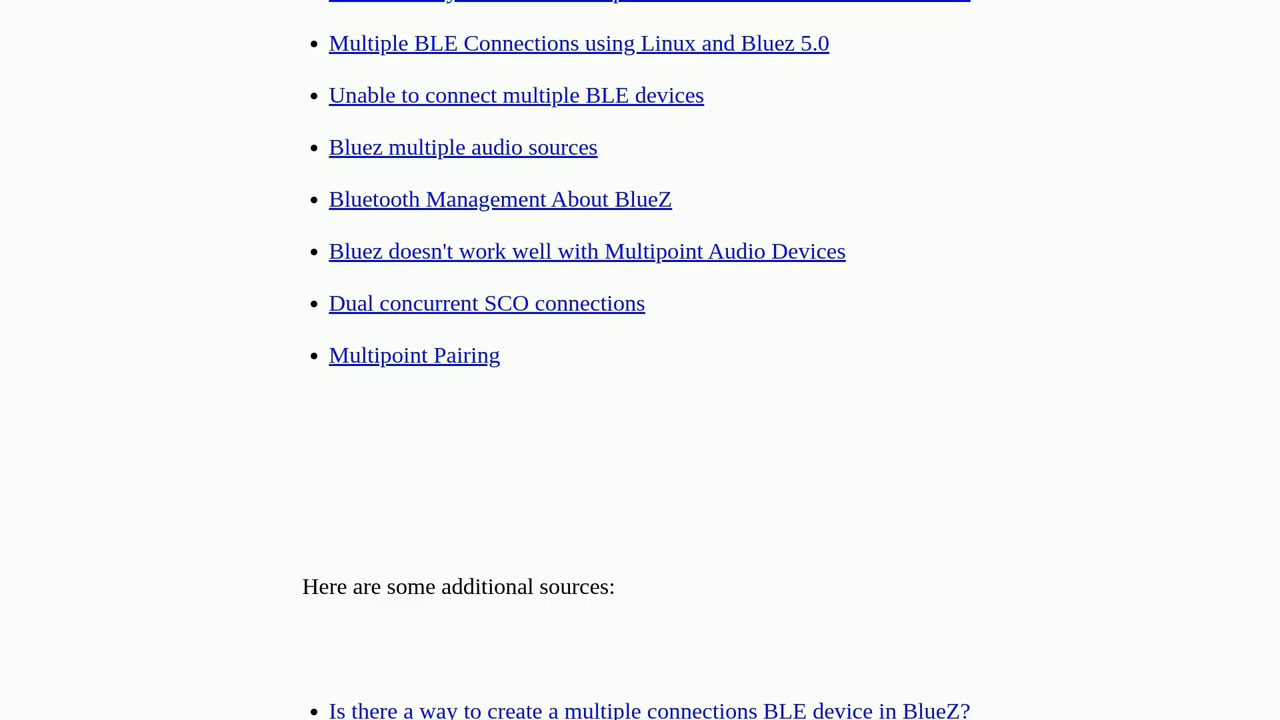 Multiple BLE Connections using Linux and Bluez 5.0
Unable to connect multiple BLE devices
Bluez multiple audio sources
Bluetooth Management About BlueZ
Bluez doesn't work well with Multipoint Audio Devices
Dual concurrent SCO connections
Multipoint Pairing
Here are some additional sources:
Is there a way to create a multiple connections BLE device in BlueZ?